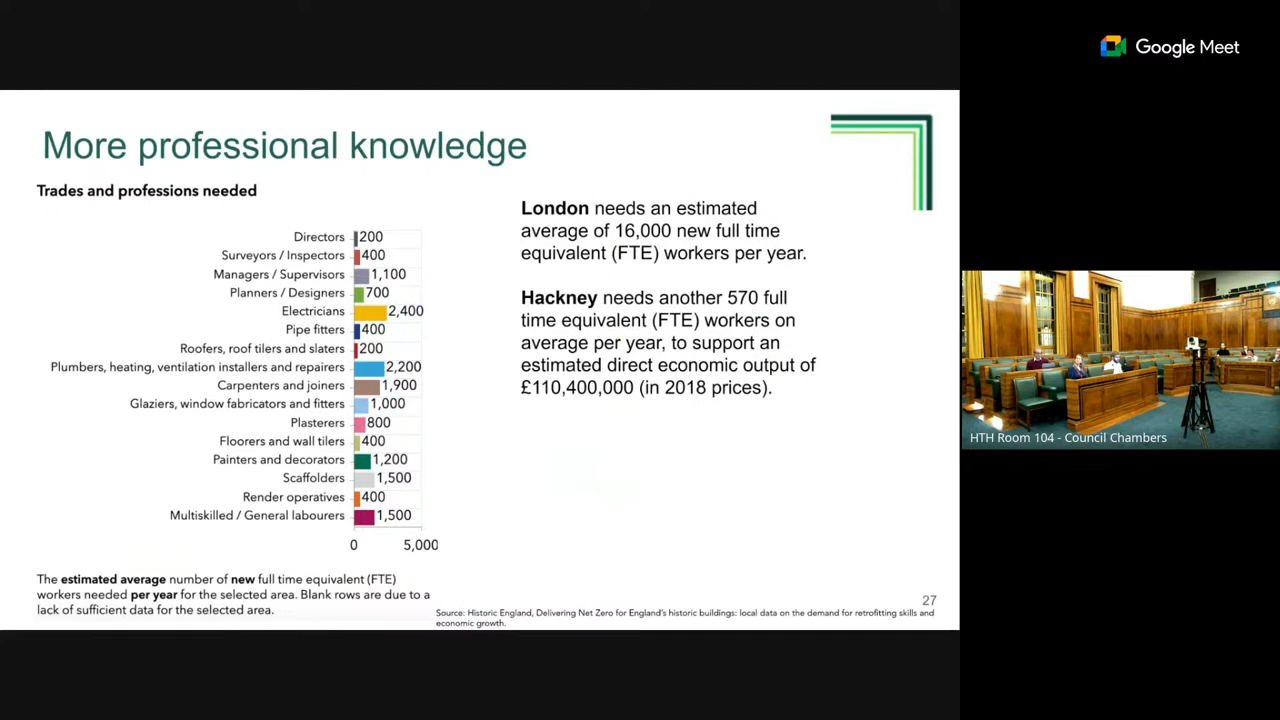 Google Meet
More professional knowledge
Trades and professions needed
Directors 200
Surveyors / Inspectors 400
Managers / Supervisors 1,100
Planners / Designers 700
Electricians 2,400
Pipe fitters 400
Roofers, roof tilers and slaters 200
Plumbers, heating, ventilation installers and repairers 2,200
Carpenters and joiners 1,900
Glaziers, window fabricators and fitters 1,000
Plasterers 800
Floorers and wall tilers 400
Painters and decorators 1,200
Scaffolders 1,500
Render operatives 400
Multiskilled / General labourers 1,500
0 5,000
The estimated average number of new full time equivalent (FTE)
workers needed per year for the selected area. Blank rows are due to a
lack of sufficient data for the selected area.
London needs an estimated
average of 16,000 new full time
equivalent (FTE) workers per year.
Hackney needs another 570 full
time equivalent (FTE) workers on
average per year, to support an
estimated direct economic output of
£110,400,000 (in 2018 prices).
27
Source: Historic England, Delivering Net Zero for England's historic buildings: local data on the demand for retrofitting skills and
economic growth.
HTH Room 104 - Council Chambers